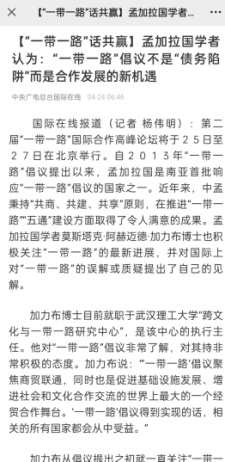 【“一带一路”话共赢】孟加拉国学者...
【“一带一路”话共赢】孟加拉国学者
认为：“一带一路”倡议不是“债务陷
阱”而是合作发展的新机遇
中央广电总台国际在线 04-24 06:46
国际在线报道（记者 杨伟明）：第二
届“一带一路”国际合作高峰论坛将于25日至
27日在北京举行。自2013年“一带一
路”倡议提出以来，孟加拉国是南亚首批响
应“一带一路”倡议的国家之一。近年来，中孟
秉持“共商、共建、共享”原则，在推进“一带一
路”“五通”建设方面取得了令人满意的成果。孟
加拉国学者莫斯塔克·阿赫迈德·加力布博士也积
极关注“一带一路”的最新进展，并对国际上
对“一带一路”的误解或质疑提出了自己的见
解。
加力布博士目前就职于武汉理工大学“跨文
化与一带一路研究中心”，是该中心的执行主
任。他对“一带一路”倡议非常了解，对其持非
常积极的态度。加力布说：“‘一带一路’倡议聚
焦商贸联通，同时也是促进基础设施发展、增
进社会和文化合作交流的世界上最大的一个经
贸合作舞台。‘一带一路’倡议得到实现的话，相
关的所有国家都会从中受益。”
加力布从倡议提出之初就一直关注“一带一